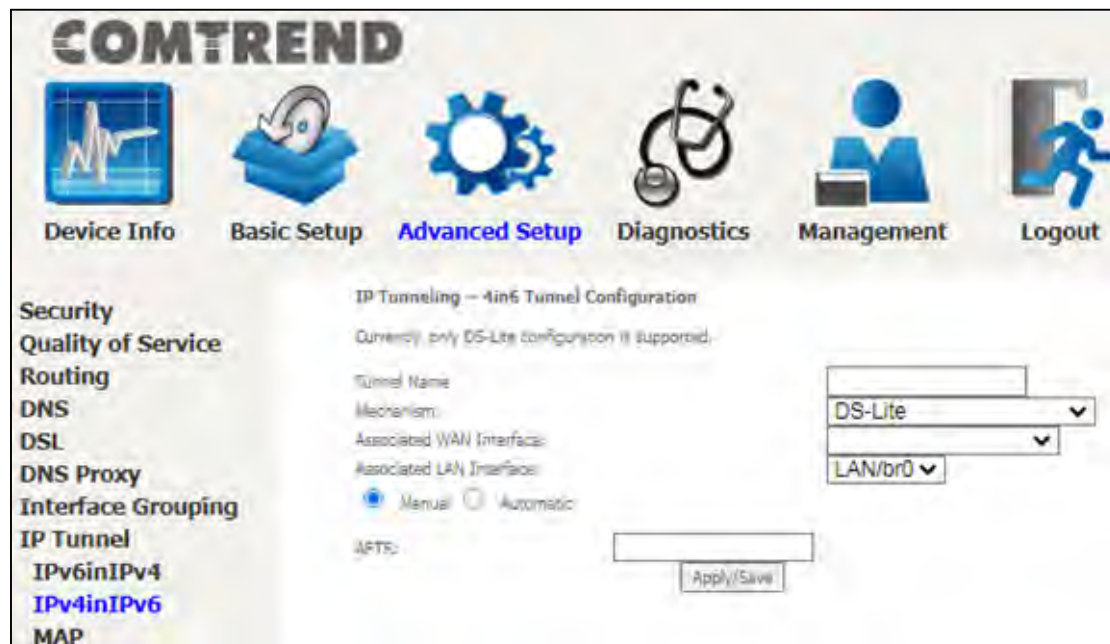 COMTREND
Device Info
Basic Setup
Advanced Setup
Diagnostics
Management
Logout
Security
Quality of Service
Routing
DNS
DSL
DNS Proxy
Interface Grouping
IP Tunnel
IPv6inIPv4
IPv4inIPv6
MAP
IP Tunneling -- 4in6 Tunnel Configuration
Currently, only DS-Lite configuration is supported.
Tunnel Name
Mechanism: DS-Lite
Associated WAN Interface:
Associated LAN Interface: LAN/br0
Manual Automatic
AFTR:
Apply/Save